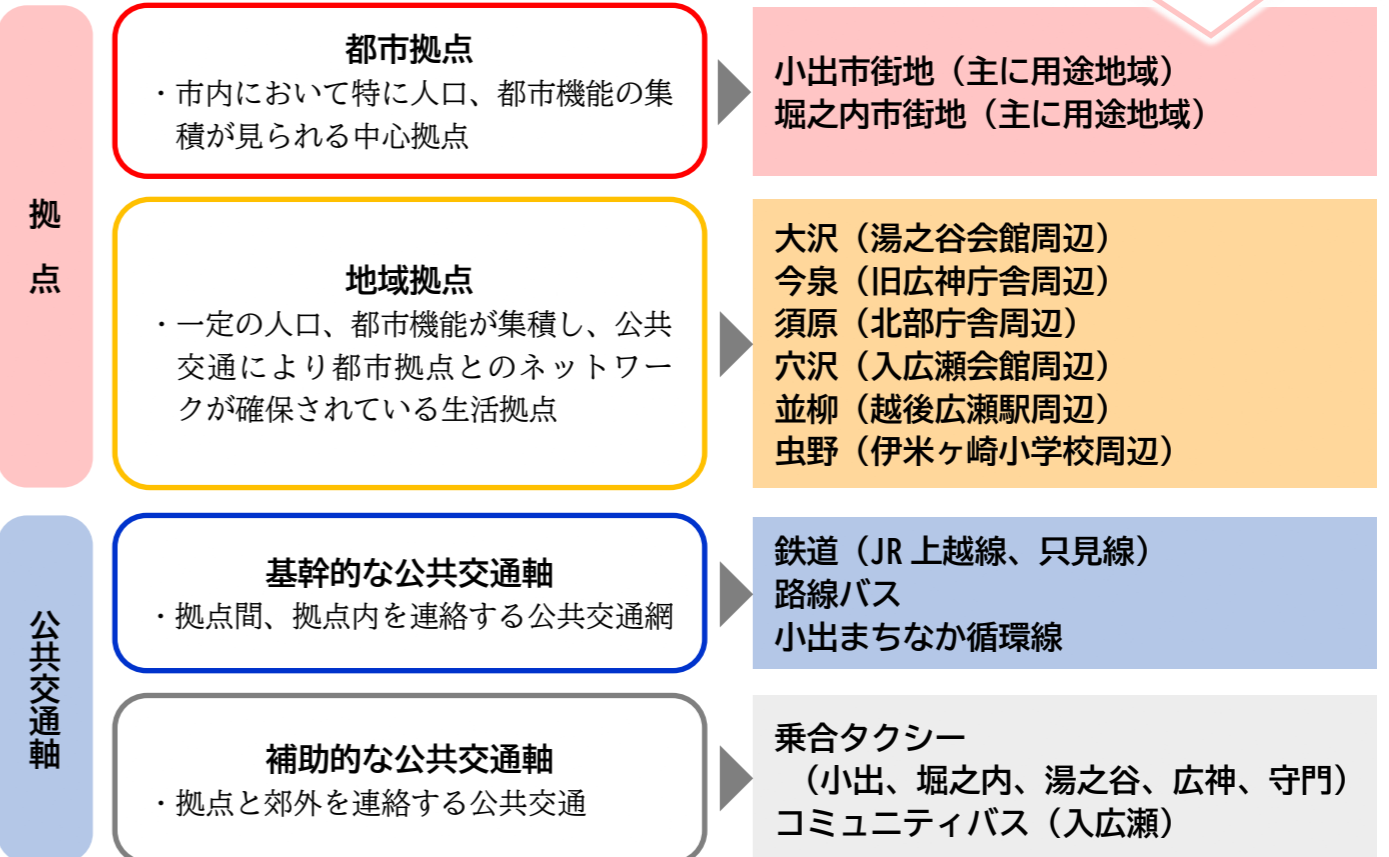 拠点
都市拠点
・市内において特に人口、都市機能の集
積が見られる中心拠点
小出市街地（主に用途地域）
堀之内市街地（主に用途地域）
地域拠点
・一定の人口、都市機能が集積し、公共
交通により都市拠点とのネットワー
クが確保されている生活拠点
大沢（湯之谷会館周辺）
今泉（旧広神庁舎周辺）
須原（北部庁舎周辺）
穴沢（入広瀬会館周辺）
並柳（越後広瀬駅周辺）
虫野（伊米ヶ崎小学校周辺）
公共交通軸
基幹的な公共交通軸
・拠点間、拠点内を連絡する公共交通網
鉄道（JR 上越線、只見線）
路線バス
小出まちなか循環線
補助的な公共交通軸
・拠点と郊外を連絡する公共交通
乗合タクシー
（小出、堀之内、湯之谷、広神、守門）
コミュニティバス（入広瀬）